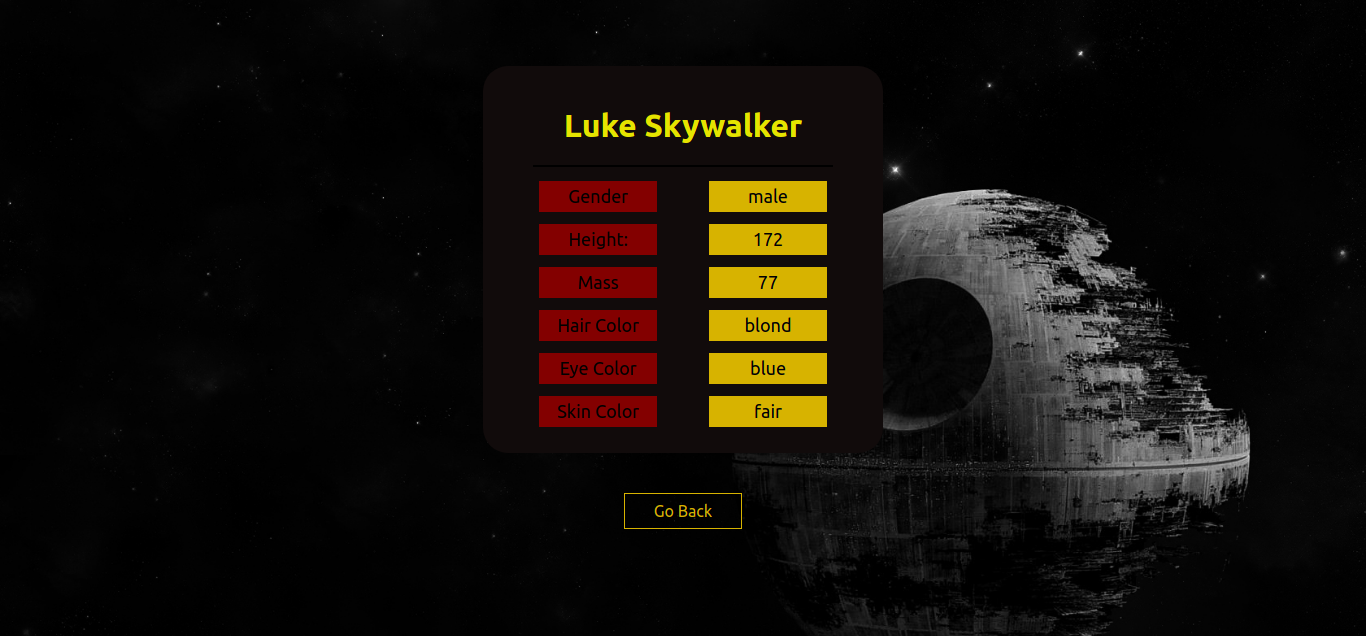 Luke Skywalker
Gender male
Height: 172
Mass 77
Hair Color blond
Eye Color blue
Skin Color fair
Go Back